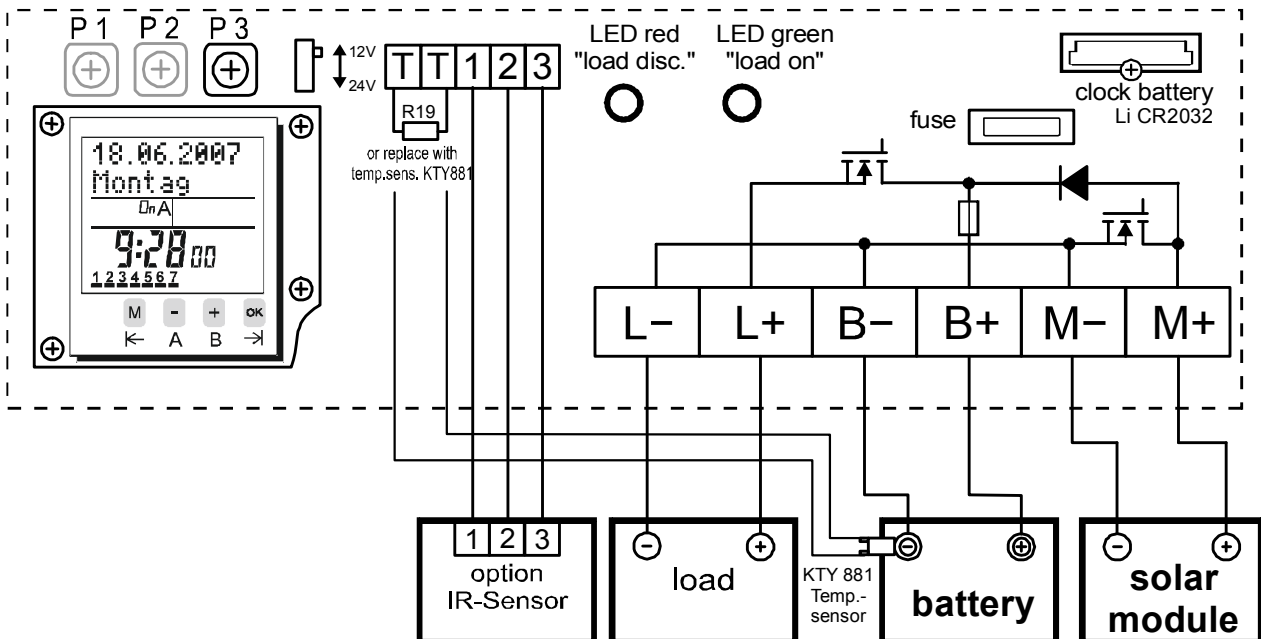 P 1 P 2 P 3
12V
24V
T T 1 2 3
LED red
"load disc."
LED green
"load on"
clock battery
Li CR2032
fuse
R19
or replace with
temp.sens. KTY881
18.06.2007
Montag
On A
9:28 00
1 2 3 4 5 6 7
M - + OK
A B
L− L+ B− B+ M− M+
1 2 3
option
IR-Sensor
− +
load
KTY 881
Temp.-
sensor
− +
battery
− +
solar
module